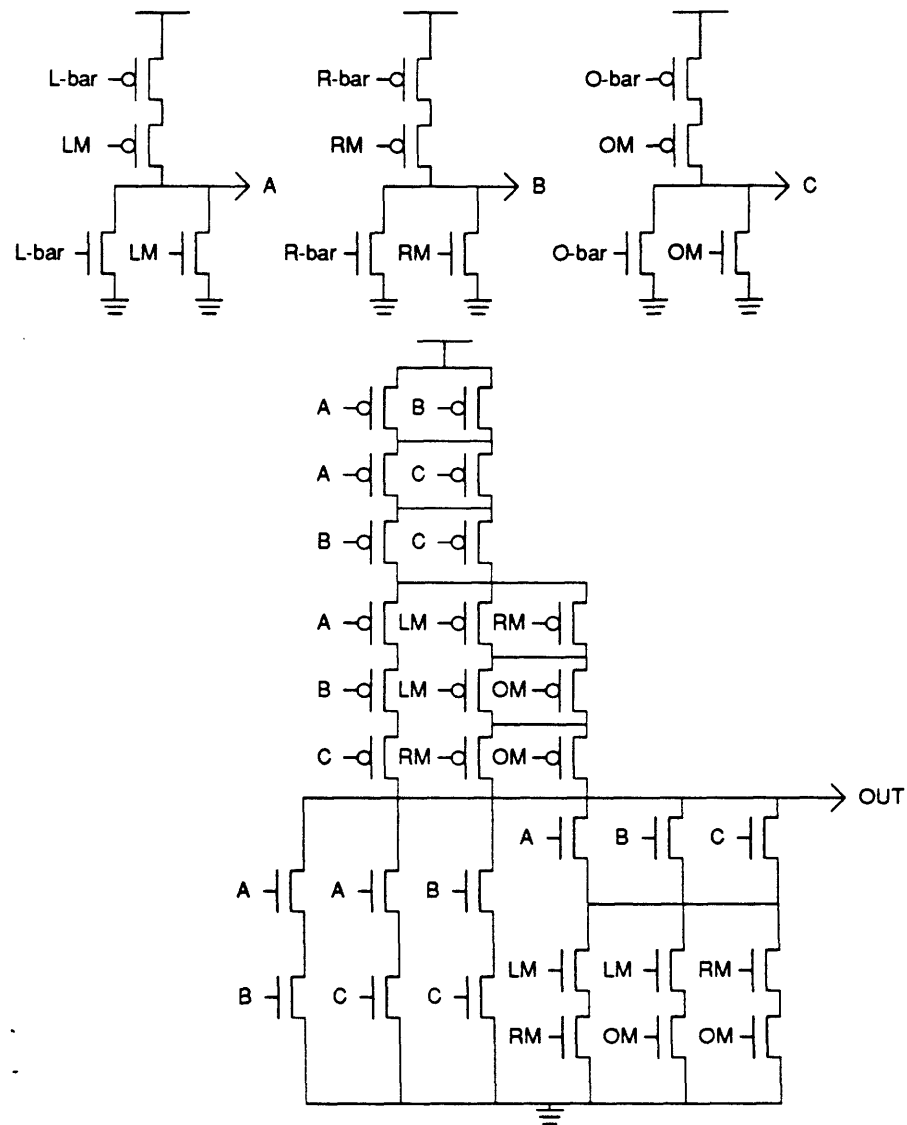 L-bar R-bar O-bar
LM RM OM
A B C
L-bar LM R-bar RM O-bar OM
A B
A C
B C
A LM RM
B LM OM
C RM OM
OUT
A B C
A A B
LM LM RM
B C C
RM OM OM